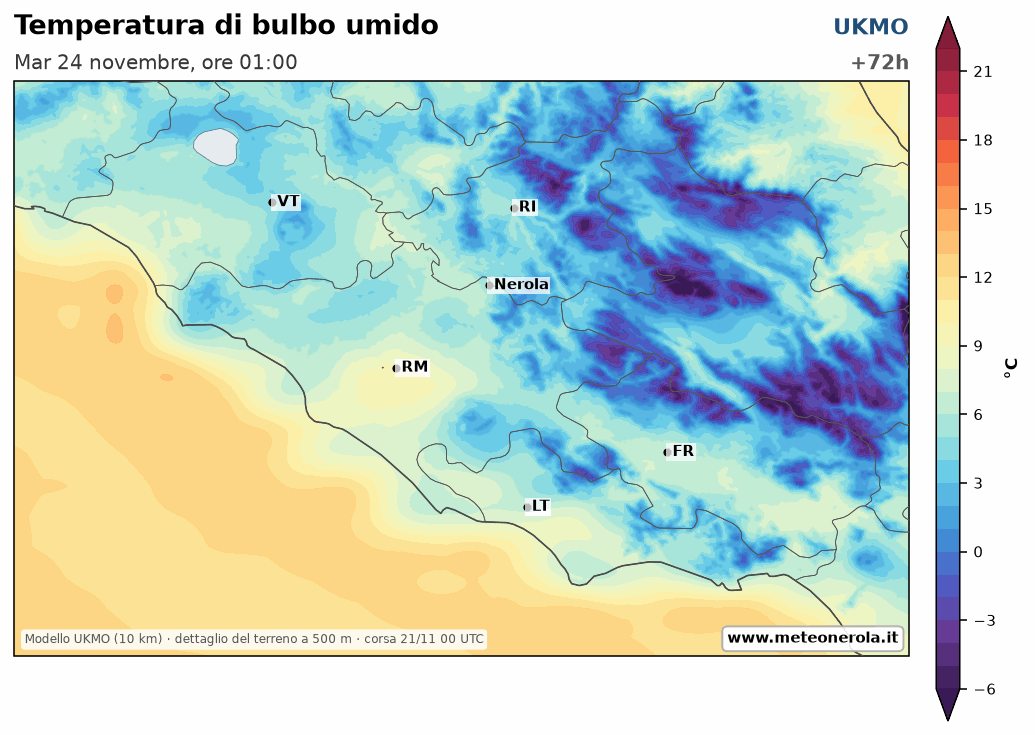 Temperatura di bulbo umido
UKMO
Mar 24 novembre, ore 01:00
+72h
21
18
15
12
9
6
3
0
−3
−6
°C
VT
RI
Nerola
RM
FR
LT
Modello UKMO (10 km) · dettaglio del terreno a 500 m · corsa 21/11 00 UTC
www.meteonerola.it